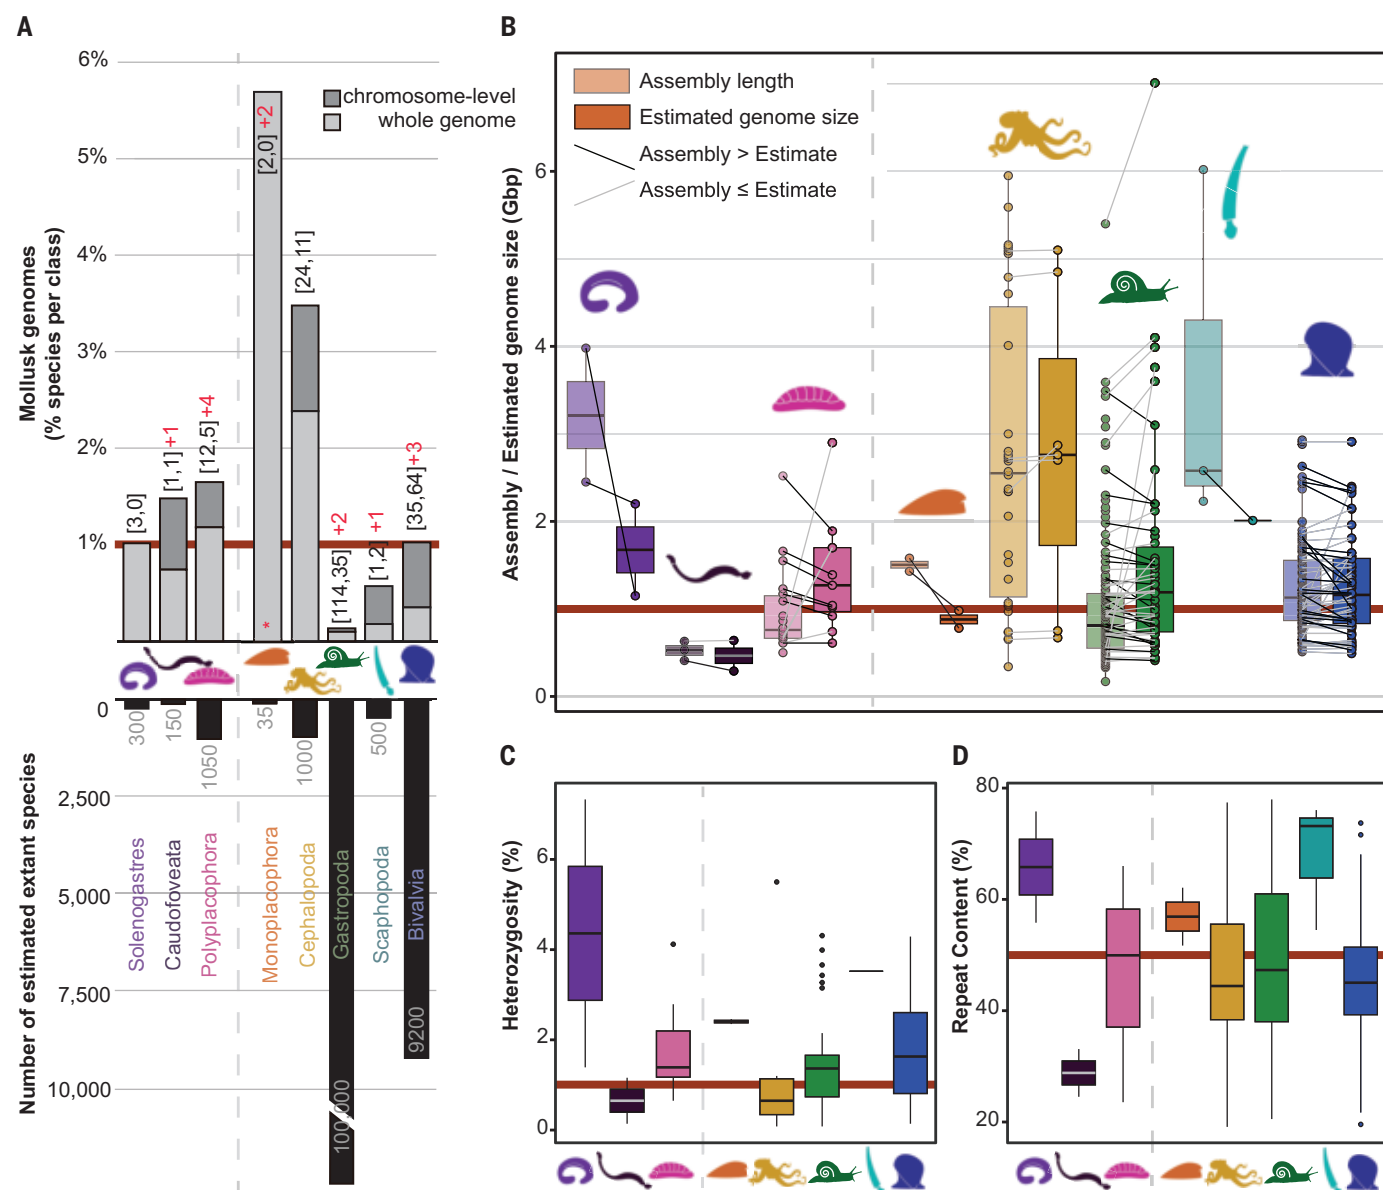 A
6%
5%
4%
3%
2%
1%
Mollusk genomes
(% species per class)
chromosome-level
whole genome
[3,0]
[1,1]+1
[12,5]+4
[2,0] +2
*
[24,11]
[114,35] +2
[1,2] +1
[35,64]+3
0
2,500
5,000
7,500
10,000
Number of estimated extant species
300
150
1050
35
1000
100,000
500
9200
Solenogastres
Caudofoveata
Polyplacophora
Monoplacophora
Cephalopoda
Gastropoda
Scaphopoda
Bivalvia
B
Assembly / Estimated genome size (Gbp)
6
4
2
0
Assembly length
Estimated genome size
Assembly > Estimate
Assembly ≤ Estimate
C
Heterozygosity (%)
6
4
2
0
D
Repeat Content (%)
80
60
40
20